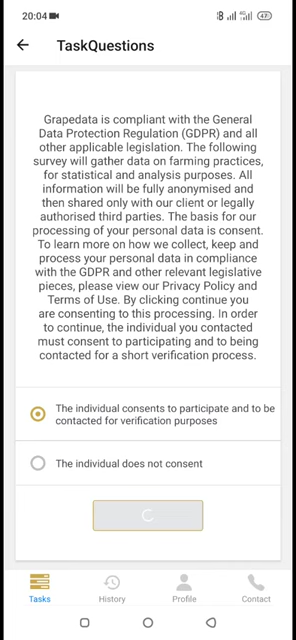 20:04
4G
47
TaskQuestions
Grapedata is compliant with the General
Data Protection Regulation (GDPR) and all
other applicable legislation. The following
survey will gather data on farming practices,
for statistical and analysis purposes. All
information will be fully anonymised and
then shared only with our client or legally
authorised third parties. The basis for our
processing of your personal data is consent.
To learn more on how we collect, keep and
process your personal data in compliance
with the GDPR and other relevant legislative
pieces, please view our Privacy Policy and
Terms of Use. By clicking continue you
are consenting to this processing. In order
to continue, the individual you contacted
must consent to participating and to being
contacted for a short verification process.
The individual consents to participate and to be
contacted for verification purposes
The individual does not consent
Tasks History Profile Contact